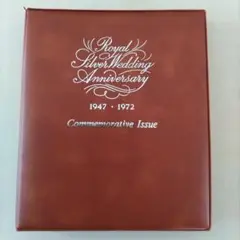 Royal
Silver Wedding
Anniversary
1947 · 1972
Commemorative Issue